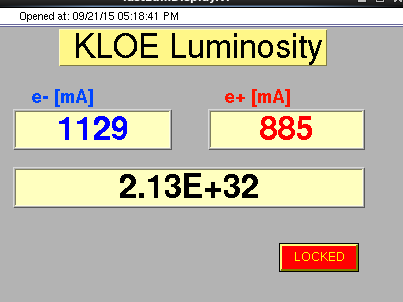 Opened at: 09/21/15 05:18:41 PM
KLOE Luminosity
e- [mA] e+ [mA]
1129 885
2.13E+32
LOCKED